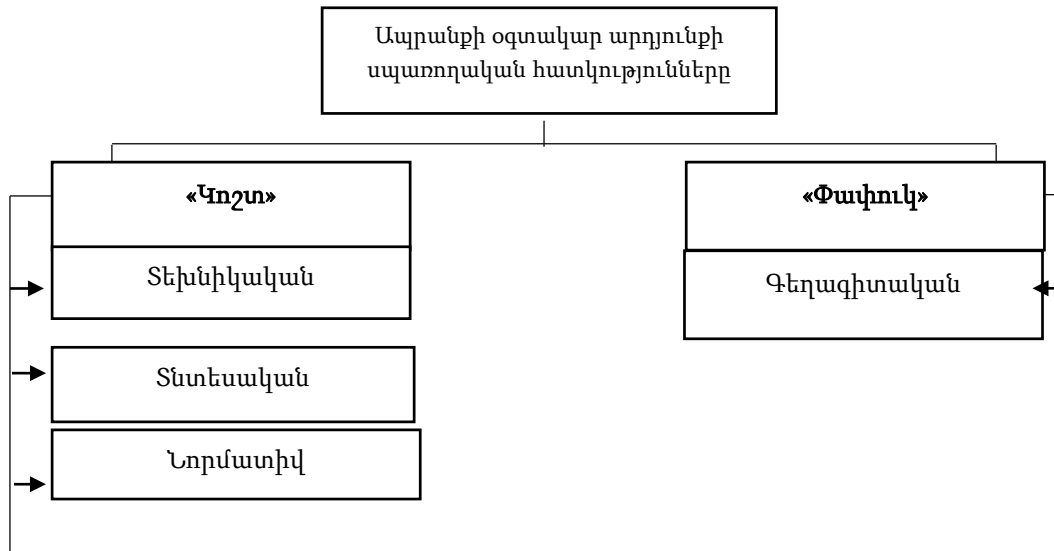 Ապրանքի օգտակար արդյունքի
սպառողական հատկությունները
«Կոշտ»
«Փափուկ»
Տեխնիկական
Գեղագիտական
Տնտեսական
Նորմատիվ